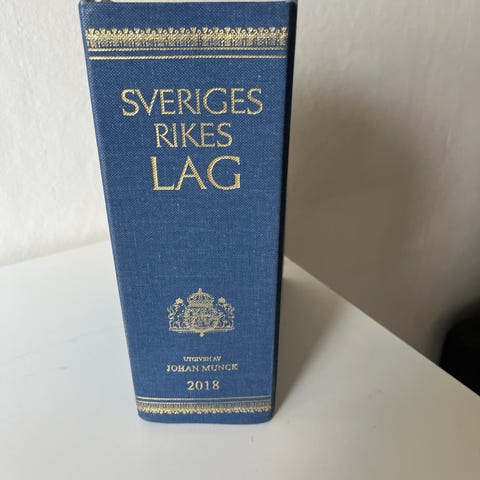 SVERIGES
RIKES
LAG
UTGIVEN AV
JOHAN MUNCK
2018